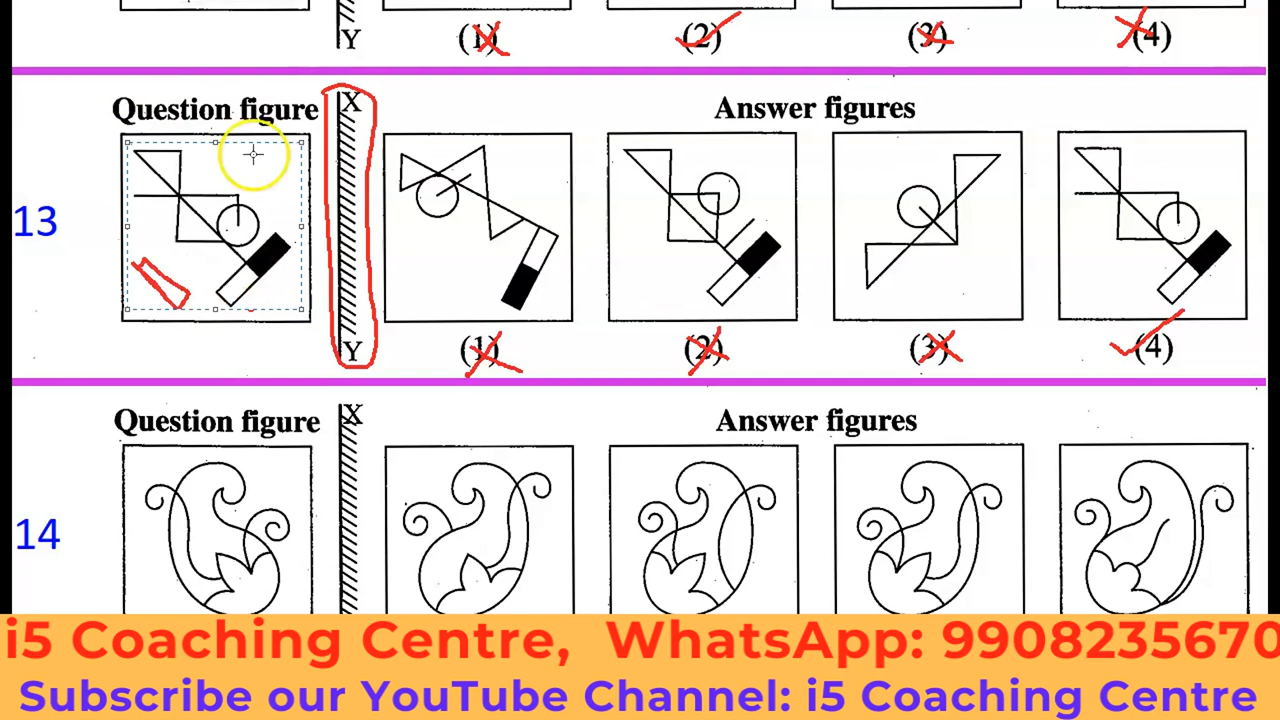 Y
(1) (2) (3) (4)
Question figure X Answer figures
13
Y
(1) (2) (3) (4)
Question figure X Answer figures
14
i5 Coaching Centre, WhatsApp: 9908235670
Subscribe our YouTube Channel: i5 Coaching Centre